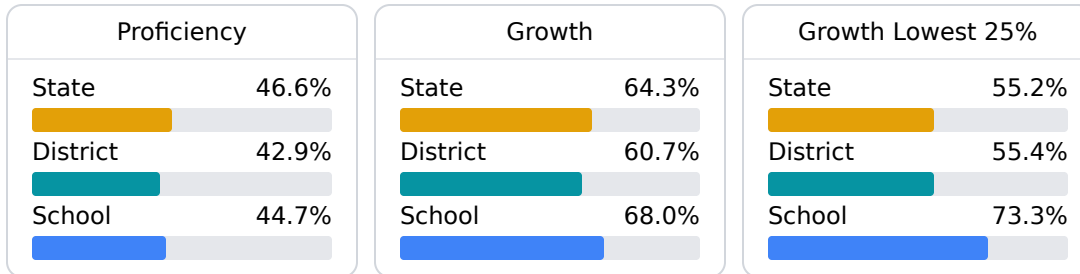 Proficiency
State 46.6%
District 42.9%
School 44.7%
Growth
State 64.3%
District 60.7%
School 68.0%
Growth Lowest 25%
State 55.2%
District 55.4%
School 73.3%